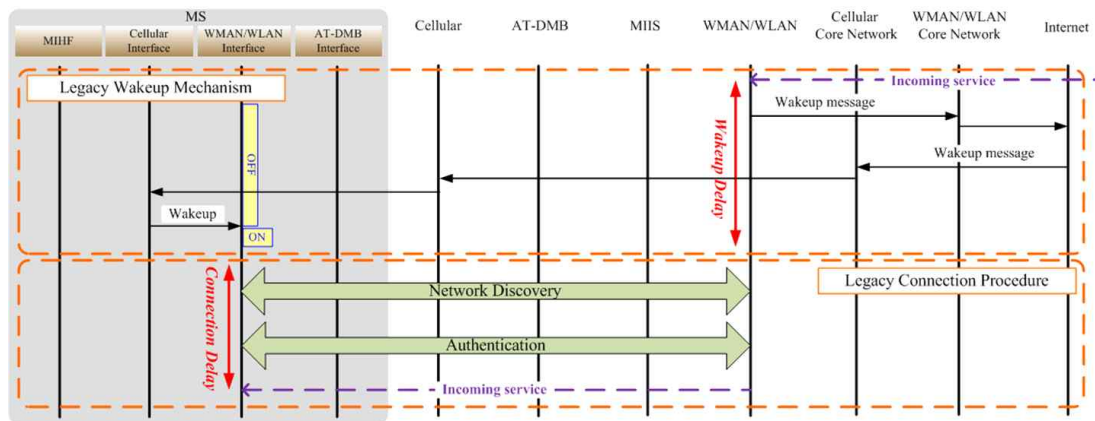 MS
MIHF
Cellular
Interface
WMAN/WLAN
Interface
AT-DMB
Interface
Cellular
AT-DMB
MIIS
WMAN/WLAN
Cellular
Core Network
WMAN/WLAN
Core Network
Internet
Legacy Wakeup Mechanism
Incoming service
Wakeup message
Wakeup message
Wakeup Delay
OFF
Wakeup
ON
Connection Delay
Network Discovery
Legacy Connection Procedure
Authentication
Incoming service